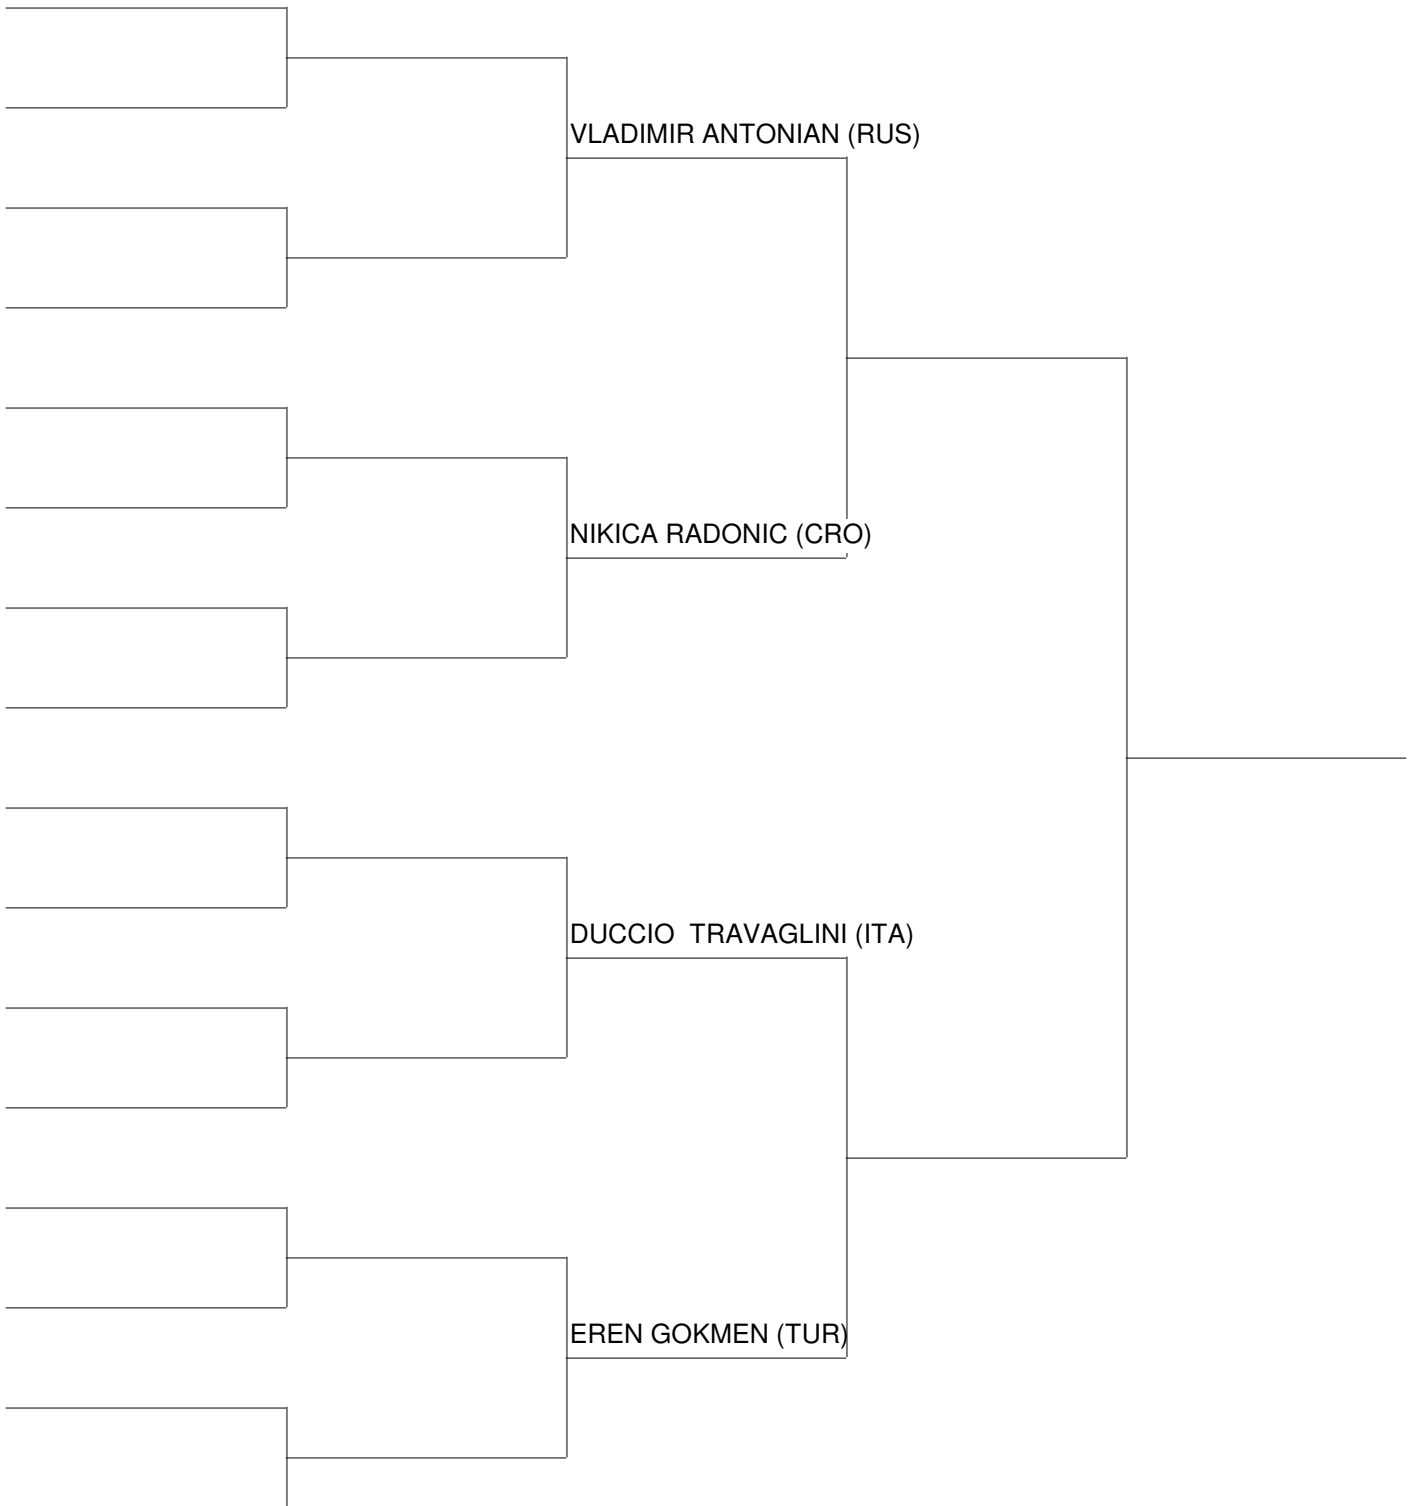 VLADIMIR ANTONIAN (RUS)
NIKICA RADONIC (CRO)
DUCCIO  TRAVAGLINI (ITA)
EREN GOKMEN (TUR)